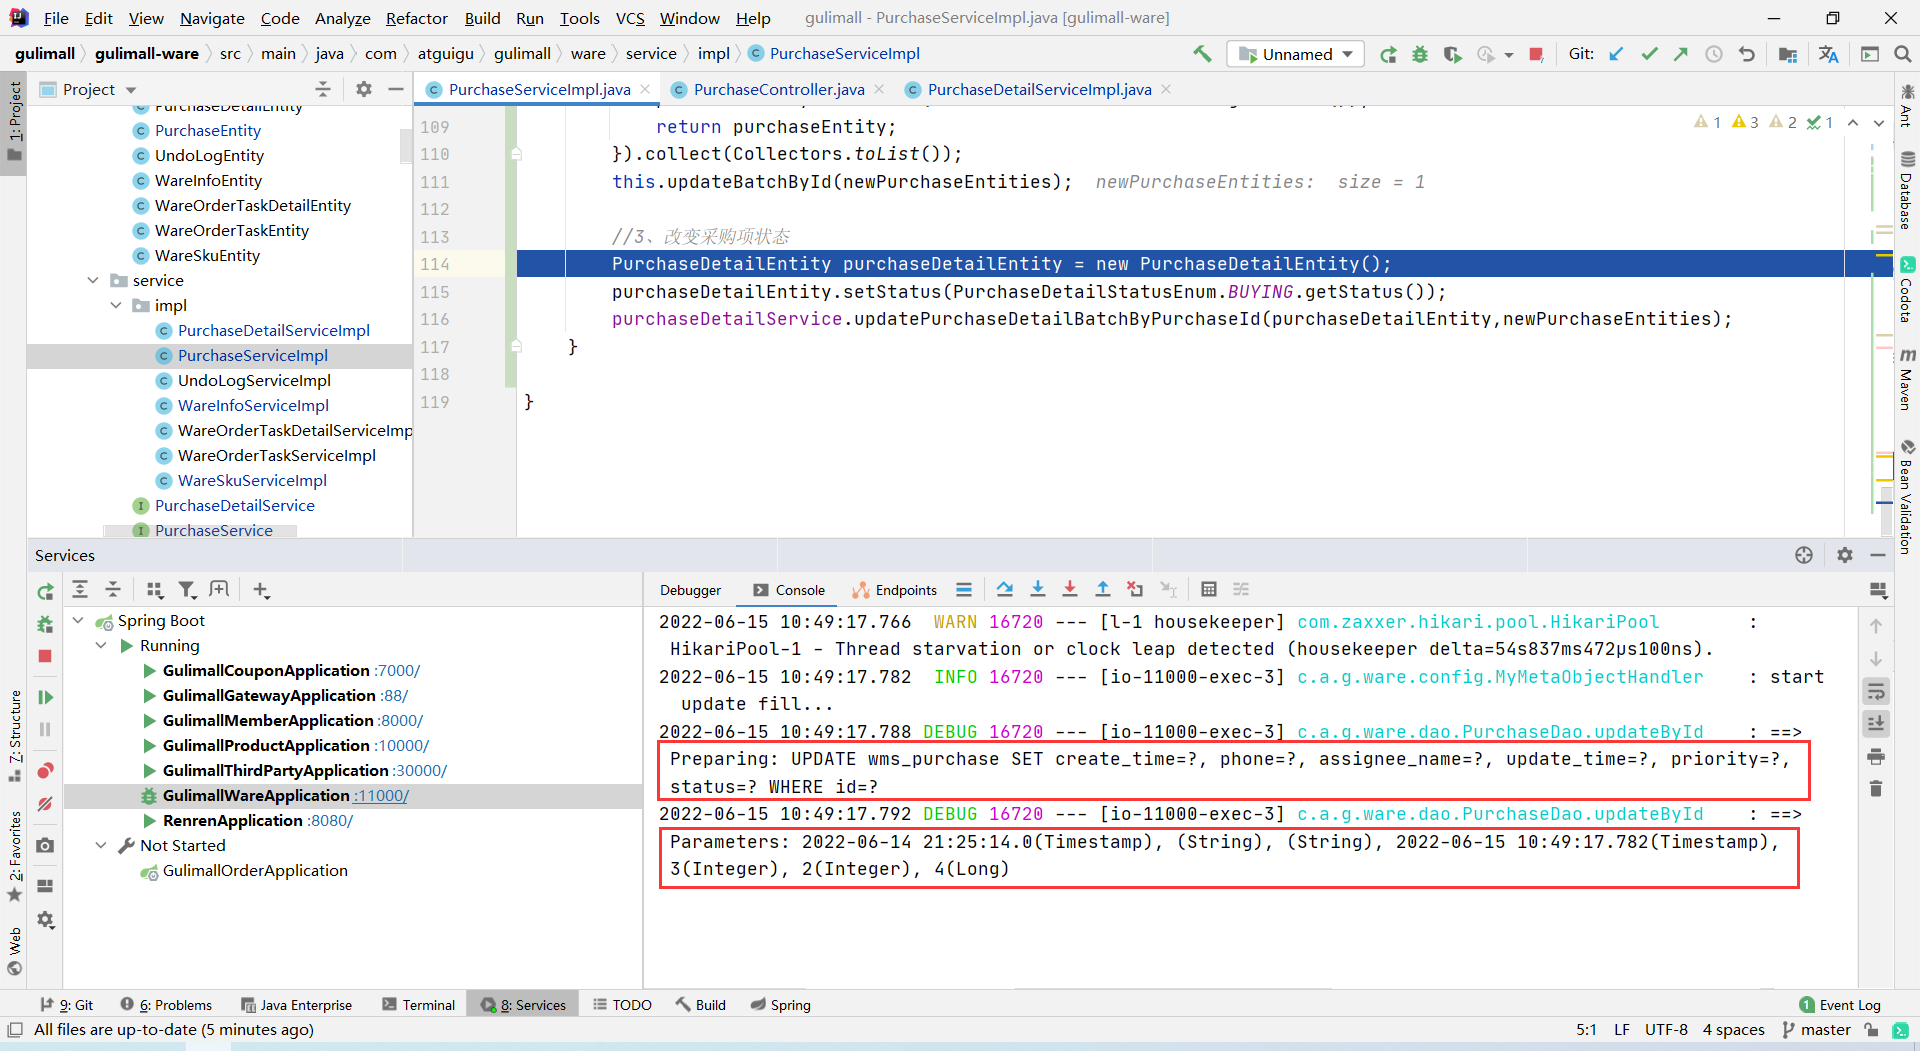 File Edit View Navigate Code Analyze Refactor Build Run Tools VCS Window Help gulimall - PurchaseServiceImpl.java [gulimall-ware]
gulimall gulimall-ware src main java com atguigu gulimall ware service impl PurchaseServiceImpl Unnamed Git:
1: Project
Project
PurchaseServiceImpl.java PurchaseController.java PurchaseDetailServiceImpl.java
PurchaseDetailEntity
PurchaseEntity
UndoLogEntity
WareInfoEntity
WareOrderTaskDetailEntity
WareOrderTaskEntity
WareSkuEntity
service
impl
PurchaseDetailServiceImpl
PurchaseServiceImpl
UndoLogServiceImpl
WareInfoServiceImpl
WareOrderTaskDetailServiceImp
WareOrderTaskServiceImpl
WareSkuServiceImpl
PurchaseDetailService
PurchaseService
1 3 2 1
109 return purchaseEntity;
110 }).collect(Collectors.toList());
111 this.updateBatchById(newPurchaseEntities); newPurchaseEntities: size = 1
112
113 //3、改变采购项状态
114 PurchaseDetailEntity purchaseDetailEntity = new PurchaseDetailEntity();
115 purchaseDetailEntity.setStatus(PurchaseDetailStatusEnum.BUYING.getStatus());
116 purchaseDetailService.updatePurchaseDetailBatchByPurchaseId(purchaseDetailEntity,newPurchaseEntities);
117 }
118
119 }
Ant
Database
Codota
Maven
Bean Validation
Services
Debugger Console Endpoints
Spring Boot
Running
GulimallCouponApplication :7000/
GulimallGatewayApplication :88/
GulimallMemberApplication :8000/
GulimallProductApplication :10000/
GulimallThirdPartyApplication :30000/
GulimallWareApplication :11000/
RenrenApplication :8080/
Not Started
GulimallOrderApplication
2022-06-15 10:49:17.766 WARN 16720 --- [l-1 housekeeper] com.zaxxer.hikari.pool.HikariPool :
HikariPool-1 - Thread starvation or clock leap detected (housekeeper delta=54s837ms472µs100ns).
2022-06-15 10:49:17.782 INFO 16720 --- [io-11000-exec-3] c.a.g.ware.config.MyMetaObjectHandler : start
update fill...
2022-06-15 10:49:17.788 DEBUG 16720 --- [io-11000-exec-3] c.a.g.ware.dao.PurchaseDao.updateById : ==>
Preparing: UPDATE wms_purchase SET create_time=?, phone=?, assignee_name=?, update_time=?, priority=?,
status=? WHERE id=?
2022-06-15 10:49:17.792 DEBUG 16720 --- [io-11000-exec-3] c.a.g.ware.dao.PurchaseDao.updateById : ==>
Parameters: 2022-06-14 21:25:14.0(Timestamp), (String), (String), 2022-06-15 10:49:17.782(Timestamp),
3(Integer), 2(Integer), 4(Long)
7: Structure
2: Favorites
Web
9: Git 6: Problems Java Enterprise Terminal 8: Services TODO Build Spring 1 Event Log
All files are up-to-date (5 minutes ago) 5:1 LF UTF-8 4 spaces master